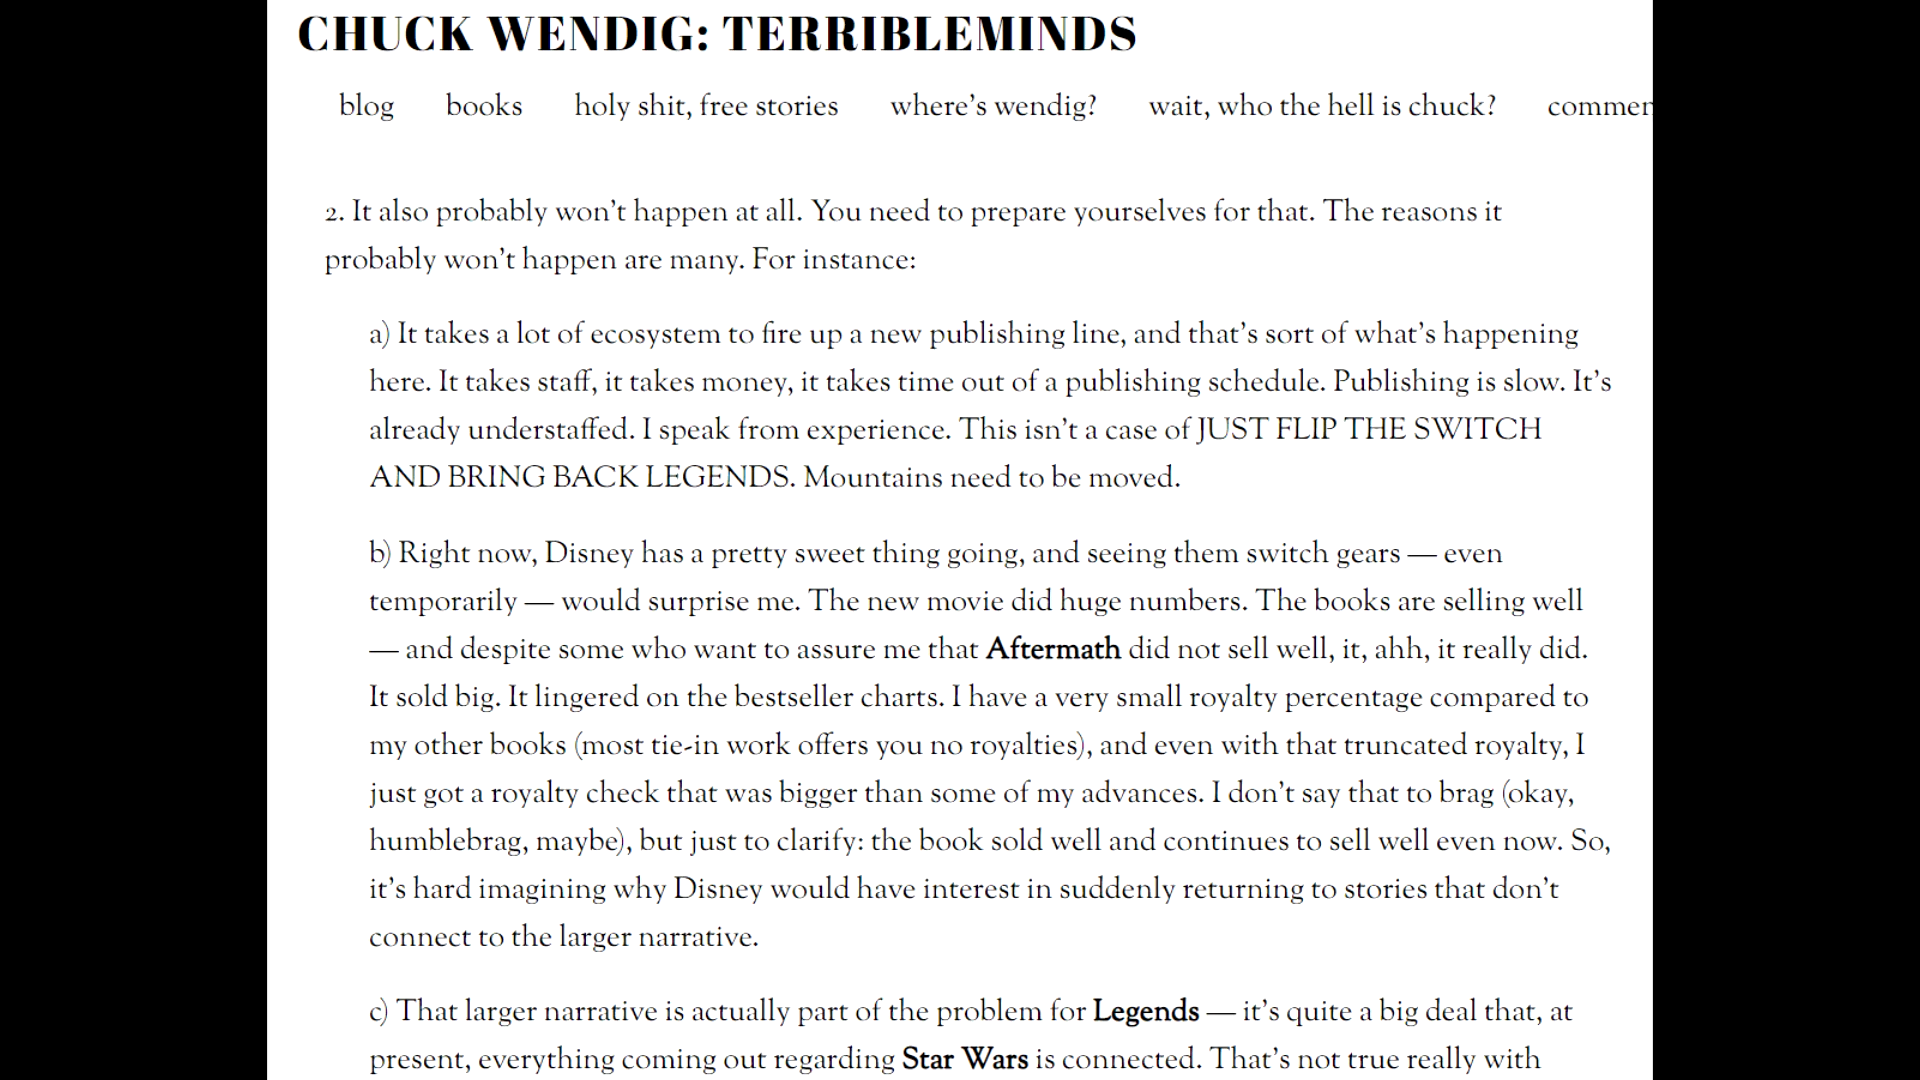 CHUCK WENDIG: TERRIBLEMINDS
blog books holy shit, free stories where’s wendig? wait, who the hell is chuck? commen
2. It also probably won’t happen at all. You need to prepare yourselves for that. The reasons it
probably won’t happen are many. For instance:
a) It takes a lot of ecosystem to fire up a new publishing line, and that’s sort of what’s happening
here. It takes staff, it takes money, it takes time out of a publishing schedule. Publishing is slow. It’s
already understaffed. I speak from experience. This isn’t a case of JUST FLIP THE SWITCH
AND BRING BACK LEGENDS. Mountains need to be moved.
b) Right now, Disney has a pretty sweet thing going, and seeing them switch gears — even
temporarily — would surprise me. The new movie did huge numbers. The books are selling well
— and despite some who want to assure me that Aftermath did not sell well, it, ahh, it really did.
It sold big. It lingered on the bestseller charts. I have a very small royalty percentage compared to
my other books (most tie-in work offers you no royalties), and even with that truncated royalty, I
just got a royalty check that was bigger than some of my advances. I don’t say that to brag (okay,
humblebrag, maybe), but just to clarify: the book sold well and continues to sell well even now. So,
it’s hard imagining why Disney would have interest in suddenly returning to stories that don’t
connect to the larger narrative.
c) That larger narrative is actually part of the problem for Legends — it’s quite a big deal that, at
present, everything coming out regarding Star Wars is connected. That’s not true really with